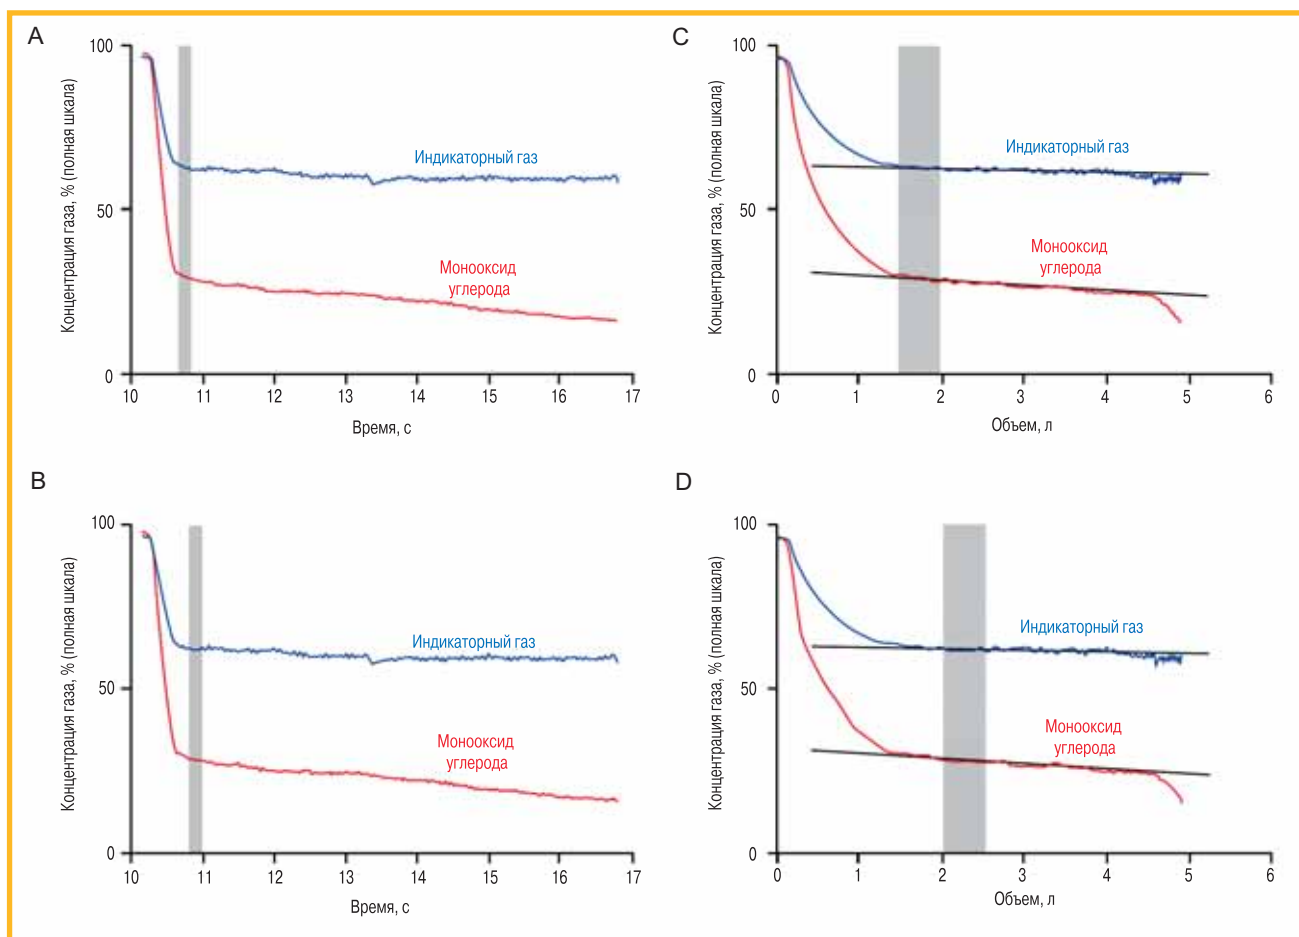 A
Концентрация газа, % (полная шкала)
100
50
0
Индикаторный газ
Монооксид
углерода
10 11 12 13 14 15 16 17
Время, с
C
Концентрация газа, % (полная шкала)
100
50
0
Индикаторный газ
Монооксид
углерода
0 1 2 3 4 5 6
Объем, л
B
Концентрация газа, % (полная шкала)
100
50
0
Индикаторный газ
Монооксид
углерода
10 11 12 13 14 15 16 17
Время, с
D
Концентрация газа, % (полная шкала)
100
50
0
Индикаторный газ
Монооксид
углерода
0 1 2 3 4 5 6
Объем, л